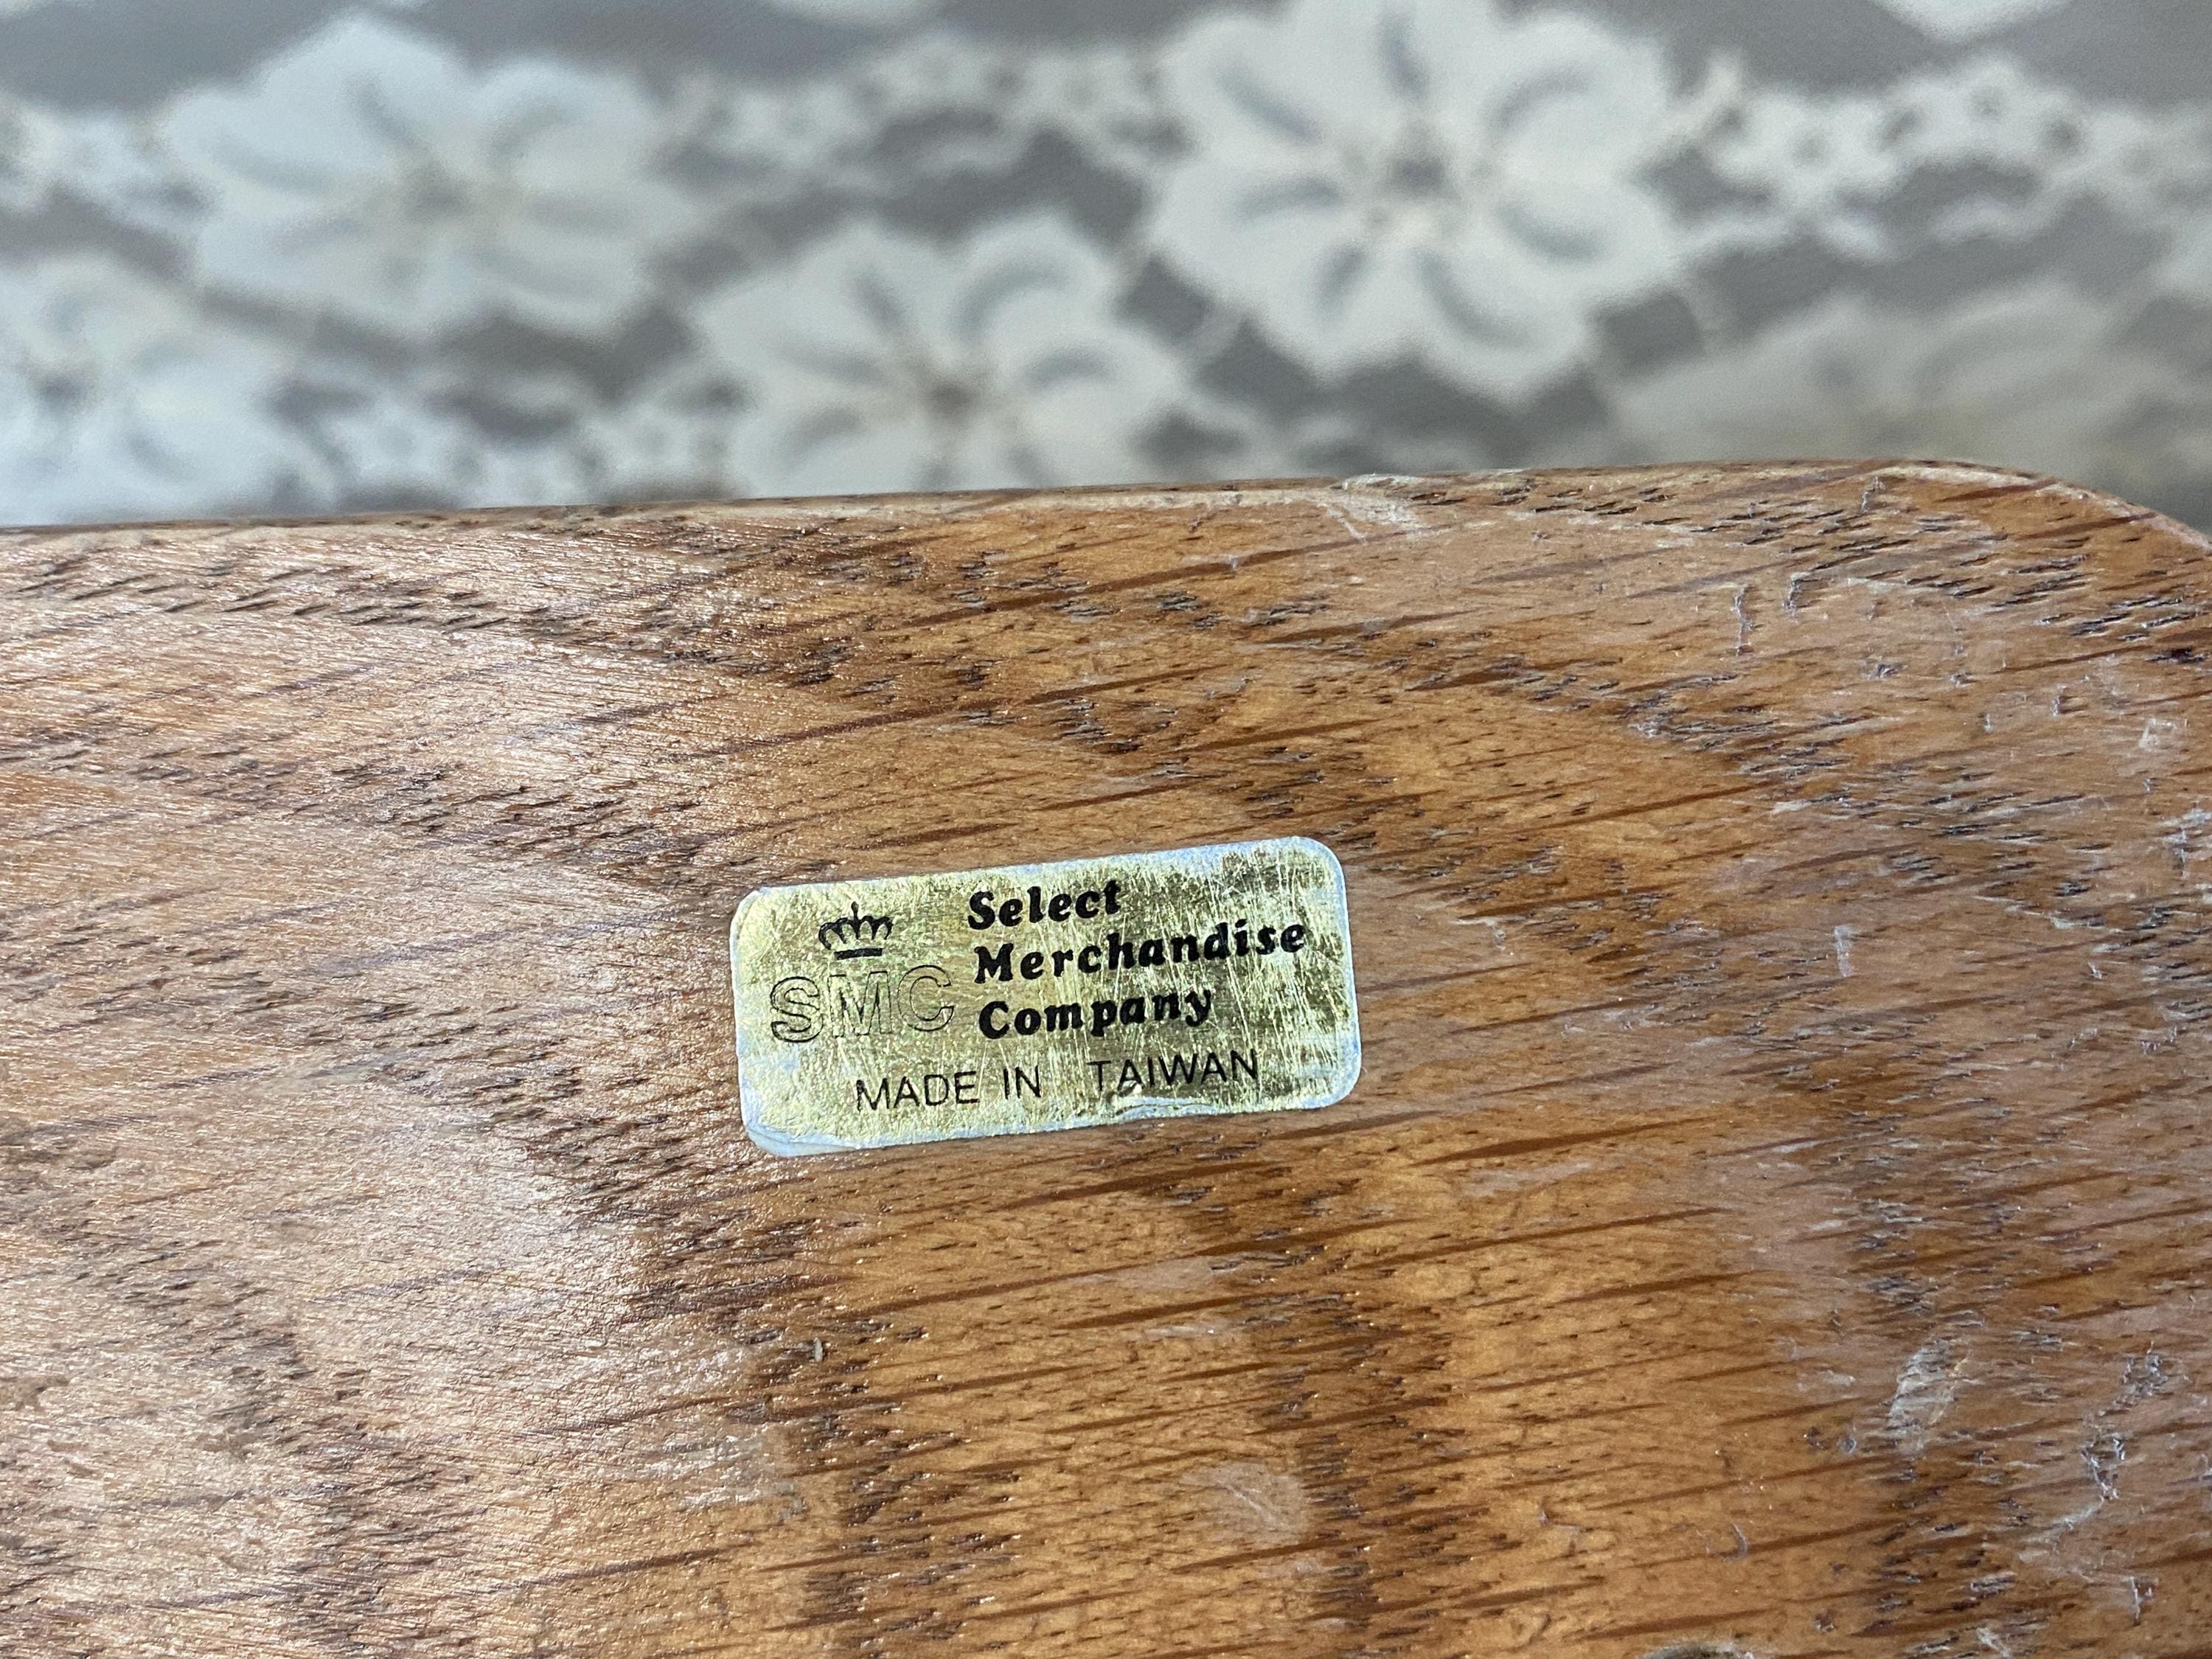 SMC
Select
Merchandise
Company
MADE IN TAIWAN